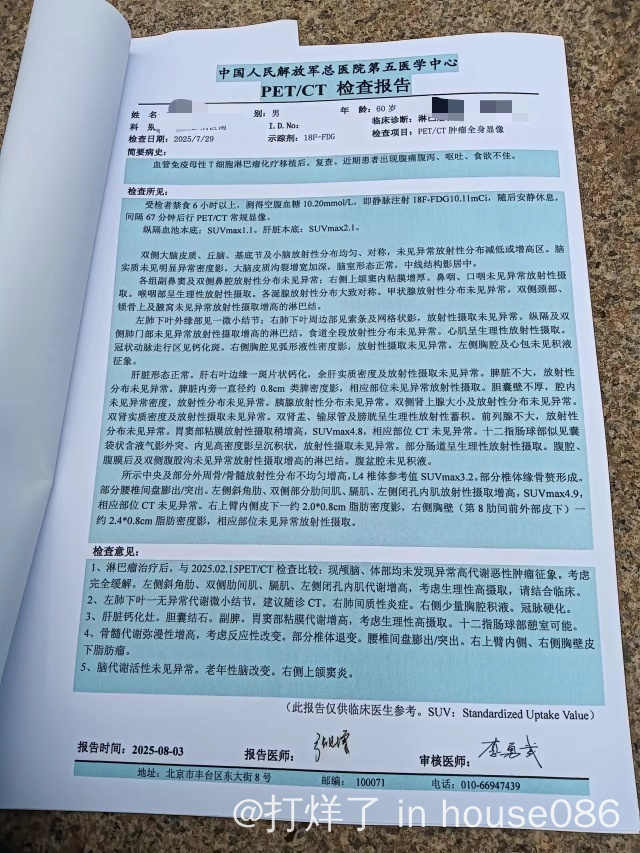 中国人民解放军总医院第五医学中心
PET/CT 检查报告
姓 名 别：男 年 龄：60 岁 临床诊断：淋巴
科 别 I.D.No:
检查日期：2025/7/29 示踪剂：18F-FDG 检查项目：PET/CT 肿瘤全身显像
简要病史：
血管免疫母性 T 细胞淋巴瘤化疗移植后。复查。近期患者出现腹痛腹泻、呕吐、食欲不佳。
检查所见：
受检者禁食 6 小时以上，测得空腹血糖 10.20mmol/L，即静脉注射 18F-FDG10.11mCi，随后安静休息，
间隔 67 分钟后行 PET/CT 常规显像。
纵隔血池本底：SUVmax1.1。肝脏本底：SUVmax2.1。
双侧大脑皮质、丘脑、基底节及小脑放射性分布均匀、对称，未见异常放射性分布减低或增高区。脑
实质未见明显异常密度影，大脑皮质沟裂增宽加深，脑室形态正常，中线结构影居中。
各组副鼻窦及双侧鼻腔放射性分布未见异常；右侧上颌窦内粘膜增厚。鼻咽、口咽未见异常放射性摄
取。喉咽部呈生理性放射性摄取。各涎腺放射性分布大致对称。甲状腺放射性分布未见异常。双侧颈部、
锁骨上及腋窝未见异常放射性摄取增高的淋巴结。
左肺下叶外缘部见一微小结节；右肺下叶周边部见索条及网格状影，放射性摄取未见异常。纵隔及双
侧肺门部未见异常放射性摄取增高的淋巴结。食道全段放射性分布未见异常。心肌呈生理性放射性摄取。
冠状动脉走行区见钙化斑。右侧胸腔见弧形液性密度影，放射性摄取未见异常。左侧胸腔及心包未见积液
征象。
肝脏形态正常。肝右叶边缘一斑片状钙化，余肝实质密度及放射性摄取未见异常。脾脏不大，放射性
分布未见异常。脾脏内旁一直径约 0.8cm 类脾密度影，相应部位未见异常放射性摄取。胆囊壁不厚，腔内
未见异常密度，放射性分布未见异常。胰腺放射性分布未见异常。双侧肾上腺大小及放射性分布未见异常。
双肾实质密度及放射性摄取未见异常。双肾盂、输尿管及膀胱呈生理性放射性蓄积。前列腺不大，放射性
分布未见异常。胃窦部粘膜放射性摄取稍增高，SUVmax4.8，相应部位 CT 未见异常。十二指肠球部似见囊
袋状含液气影外突、内见高密度影呈沉积状，放射性摄取未见异常。部分肠道呈生理性放射性摄取。腹腔、
腹膜后及双侧腹股沟未见异常放射性摄取增高的淋巴结。腹盆腔未见积液。
所示中央及部分外周骨/骨髓放射性分布不均匀增高，L4 椎体参考值 SUVmax3.2。部分椎体缘骨赘形成。
部分腰椎间盘膨出/突出。左侧斜角肌、双侧部分肋间肌、膈肌、左侧闭孔内肌放射性摄取增高，SUVmax4.9，
相应部位 CT 未见异常。右上臂内侧皮下一约 2.0*0.8cm 脂肪密度影，右侧胸壁（第 8 肋间前外部皮下）一
约 2.4*0.8cm 脂肪密度影，相应部位未见异常放射性摄取。
检查意见：
1、淋巴瘤治疗后，与 2025.02.15PET/CT 检查比较：现颅脑、体部均未发现异常高代谢恶性肿瘤征象。考虑
完全缓解。左侧斜角肌、双侧肋间肌、膈肌、左侧闭孔内肌代谢增高，考虑生理性高摄取，请结合临床。
2、左肺下叶一无异常代谢微小结节，建议随诊 CT。右肺间质性炎症。右侧少量胸腔积液。冠脉硬化。
3、肝脏钙化灶。胆囊结石。副脾。胃窦部粘膜代谢增高，考虑生理性高摄取。十二指肠球部憩室可能。
4、骨髓代谢弥漫性增高，考虑反应性改变。部分椎体退变。腰椎间盘膨出/突出。右上臂内侧、右侧胸壁皮
下脂肪瘤。
5、脑代谢活性未见异常。老年性脑改变。右侧上颌窦炎。
（此报告仅供临床医生参考。SUV：Standardized Uptake Value）
报告时间：2025-08-03 报告医师： 审核医师：李勇武
地址：北京市丰台区东大街 8 号 邮编：100071 电话：010-66947439
@打烊了 in house086